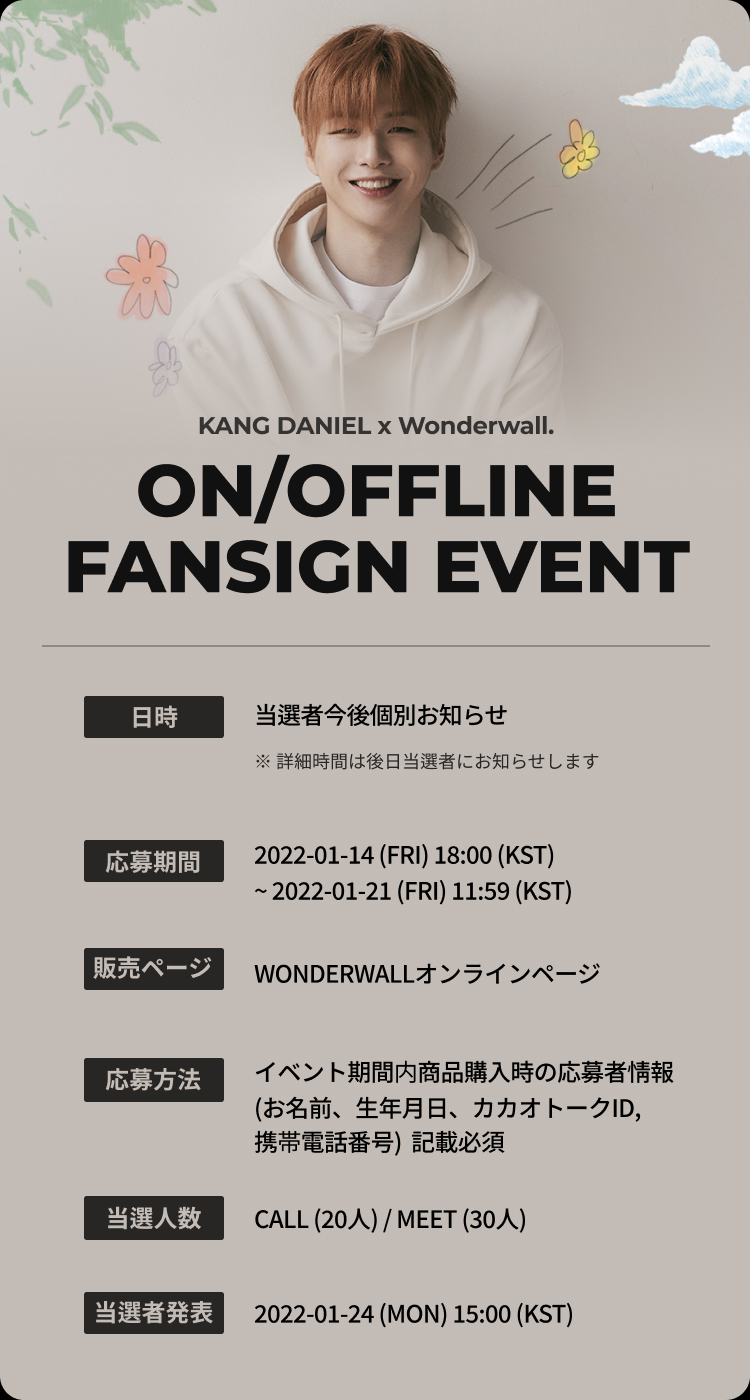 KANG DANIEL x Wonderwall.
ON/OFFLINE
FANSIGN EVENT
日時
当選者今後個別お知らせ
※ 詳細時間は後日当選者にお知らせします
応募期間
2022-01-14 (FRI) 18:00 (KST)
~ 2022-01-21 (FRI) 11:59 (KST)
販売ページ
WONDERWALLオンラインページ
応募方法
イベント期間内商品購入時の応募者情報
(お名前、生年月日、カカオトークID,
携帯電話番号) 記載必須
当選人数
CALL (20人) / MEET (30人)
当選者発表
2022-01-24 (MON) 15:00 (KST)